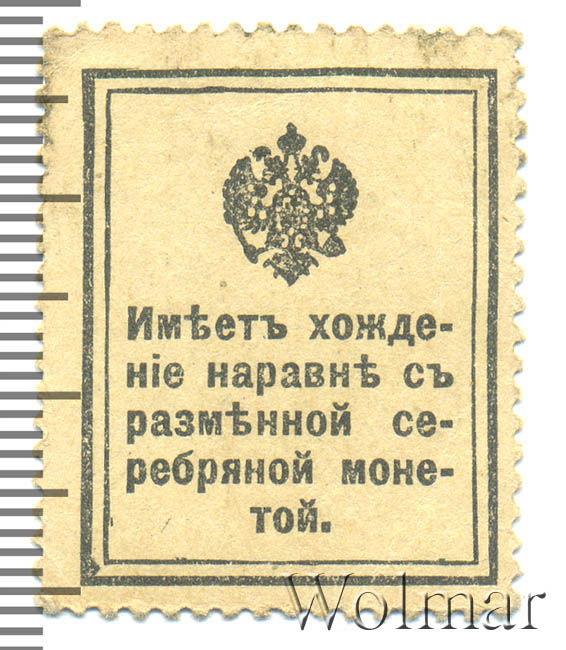 Имѣетъ хожде-
ніе наравнѣ съ
размѣнной се-
ребряной моне-
той.
Wolmar